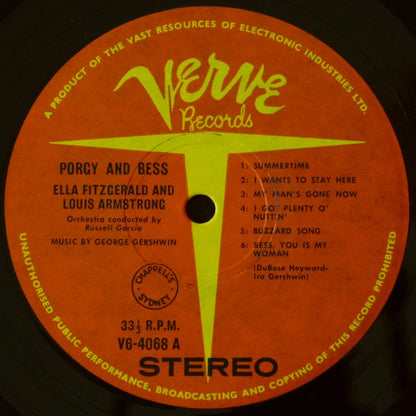 A PRODUCT OF THE VAST RESOURCES OF ELECTRONIC INDUSTRIES LTD.
Verve
Records
PORGY AND BESS
ELLA FITZGERALD AND
LOUIS ARMSTRONG
Orchestra conducted by
Russell Garcia
MUSIC BY GEORGE GERSHWIN
1: SUMMERTIME
2: I WANTS TO STAY HERE
3: MY MAN'S GONE NOW
4: I GOT PLENTY O'
NUTTIN'
5: BUZZARD SONG
6: BESS, YOU IS MY
WOMAN
(DuBose Heyward-
Ira Gershwin)
CHAPPELL'S
SYDNEY
33⅓ R.P.M.
V6-4068 A
STEREO
UNAUTHORISED PUBLIC PERFORMANCE, BROADCASTING AND COPYING OF THIS RECORD PROHIBITED